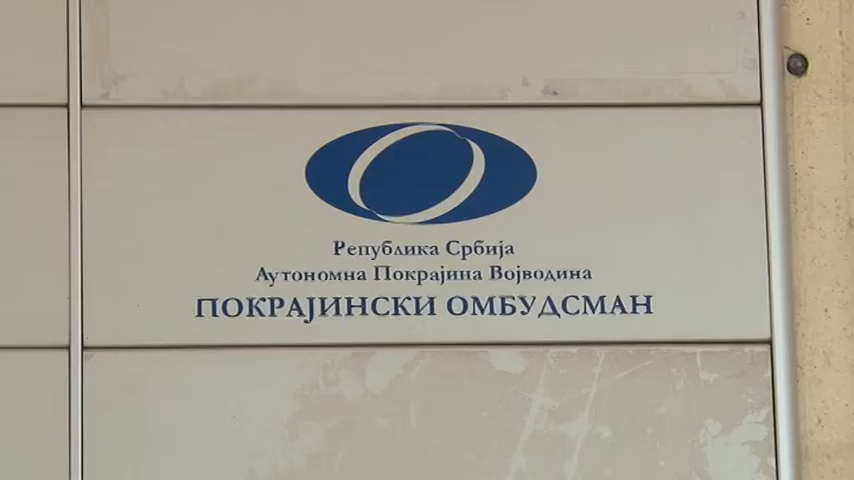 Република Србија
Аутономна Покрајина Војводина
ПОКРАЈИНСКИ ОМБУДСМАН